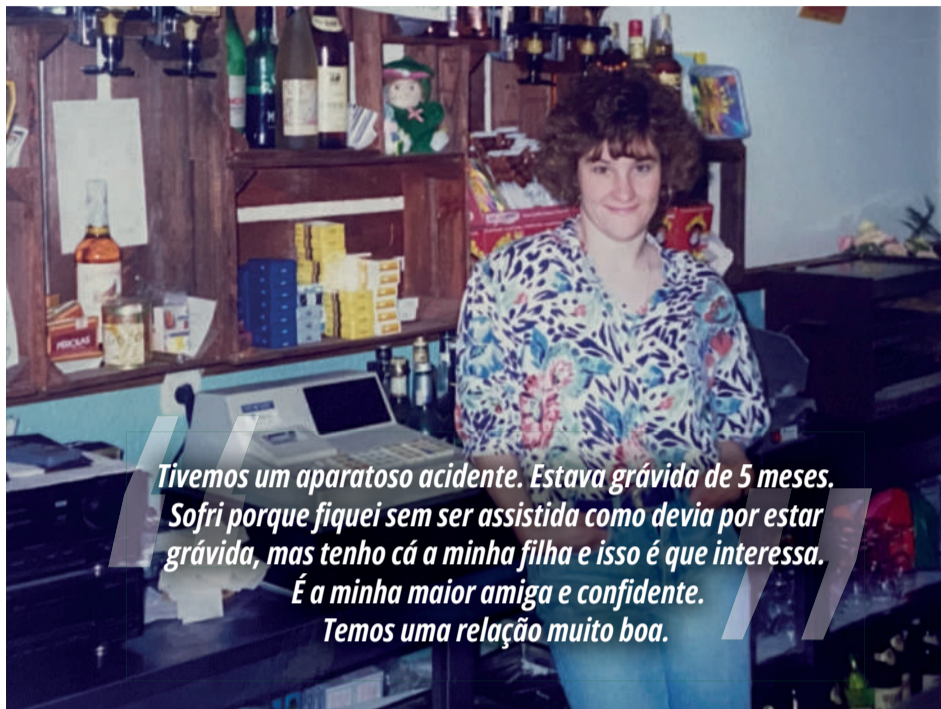 PEROLAS
Tivemos um aparatoso acidente. Estava grávida de 5 meses.
Sofri porque fiquei sem ser assistida como devia por estar
grávida, mas tenho cá a minha filha e isso é que interessa.
É a minha maior amiga e confidente.
Temos uma relação muito boa.